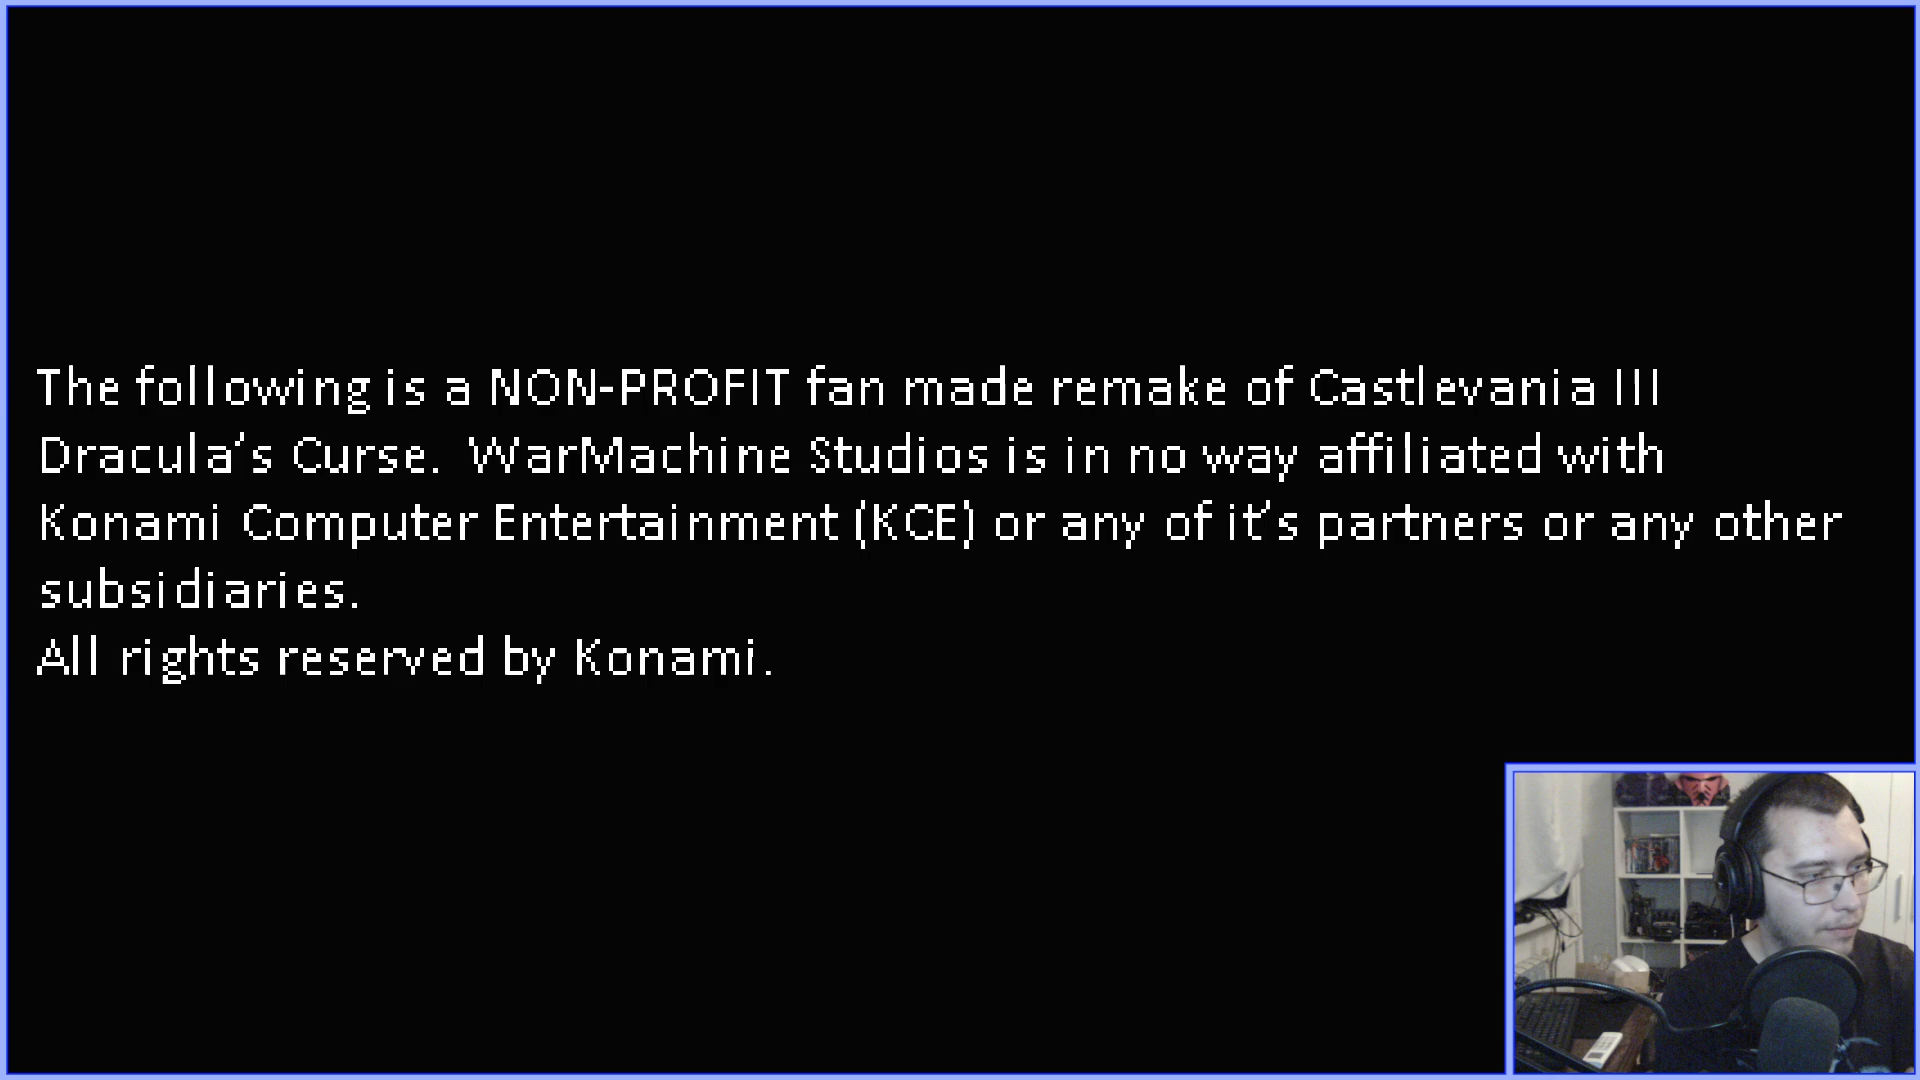 The following is a NON-PROFIT fan made remake of Castlevania III
Dracula's Curse. WarMachine Studios is in no way affiliated with
Konami Computer Entertainment (KCE) or any of it's partners or any other
subsidiaries.
All rights reserved by Konami.